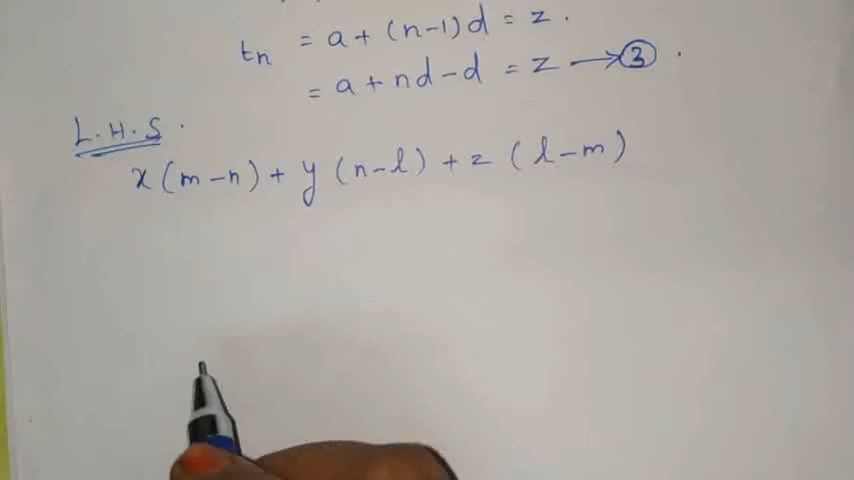 tn = a + (n-1)d = z.
= a + nd - d = z → ③.
L.H.S.
x(m-n) + y(n-l) + z(l-m)